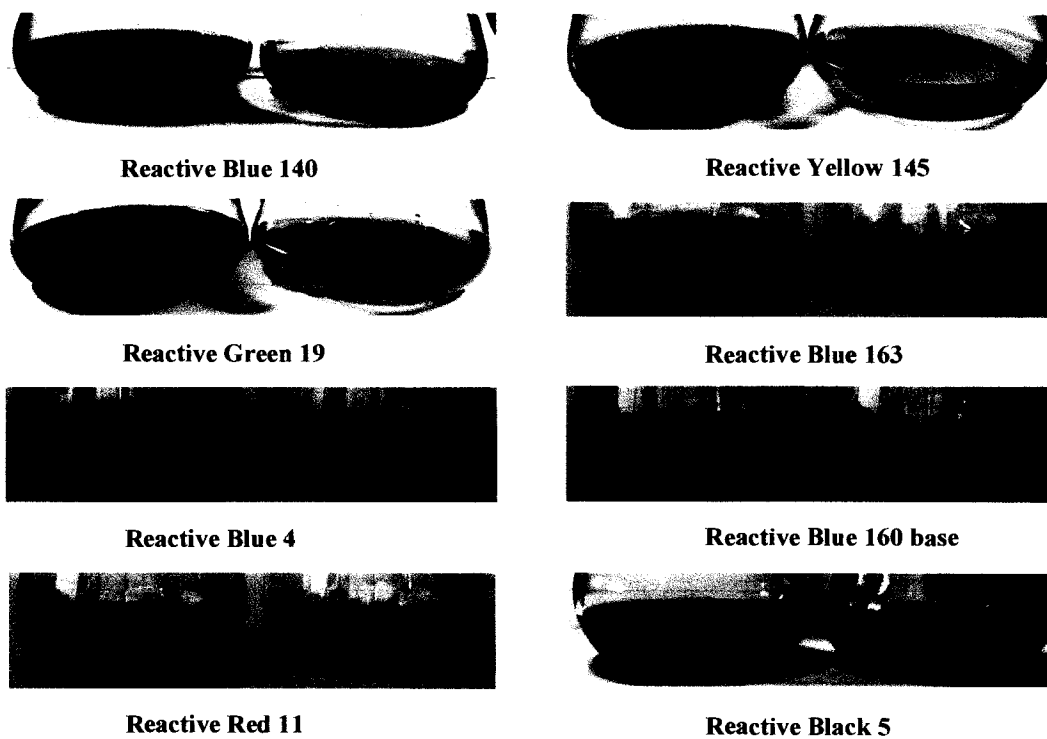 Reactive Blue 140
Reactive Yellow 145
Reactive Green 19
Reactive Blue 163
Reactive Blue 4
Reactive Blue 160 base
Reactive Red 11
Reactive Black 5